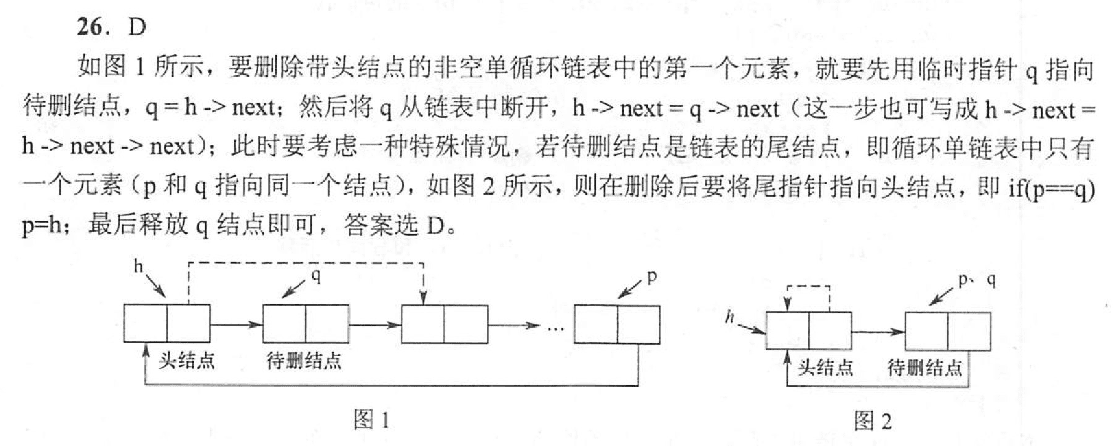 26．D
如图 1 所示，要删除带头结点的非空单循环链表中的第一个元素，就要先用临时指针 q 指向
待删结点，q = h -> next；然后将 q 从链表中断开，h -> next = q -> next（这一步也可写成 h -> next =
h -> next -> next）；此时要考虑一种特殊情况，若待删结点是链表的尾结点，即循环单链表中只有
一个元素（p 和 q 指向同一个结点），如图 2 所示，则在删除后要将尾指针指向头结点，即 if(p==q)
p=h；最后释放 q 结点即可，答案选 D。
h q p
...
头结点 待删结点
h p、q
头结点 待删结点
图 1 图 2